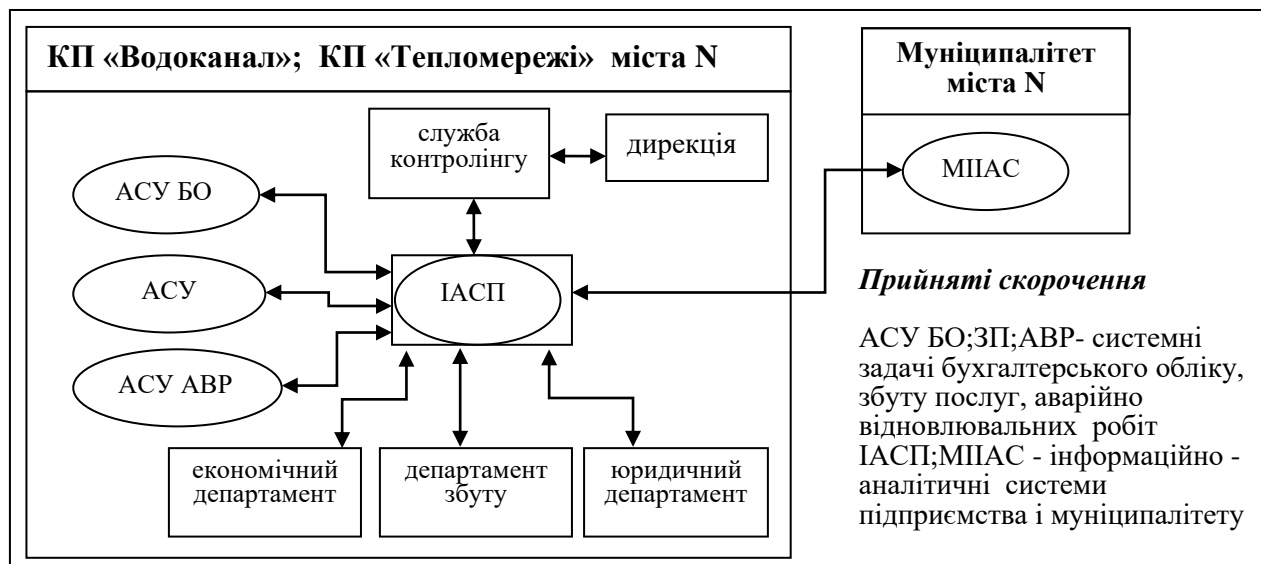 КП «Водоканал»; КП «Тепломережі» міста N
Муніципалітет
міста N
служба
контролінгу
дирекція
МІІАС
АСУ БО
АСУ
ІАСП
АСУ АВР
економічний
департамент
департамент
збуту
юридичний
департамент
Прийняті скорочення
АСУ БО;ЗП;АВР- системні
задачі бухгалтерського обліку,
збуту послуг, аварійно
відновлювальних робіт
ІАСП;МІІАС - інформаційно -
аналітичні системи
підприємства і муніципалітету